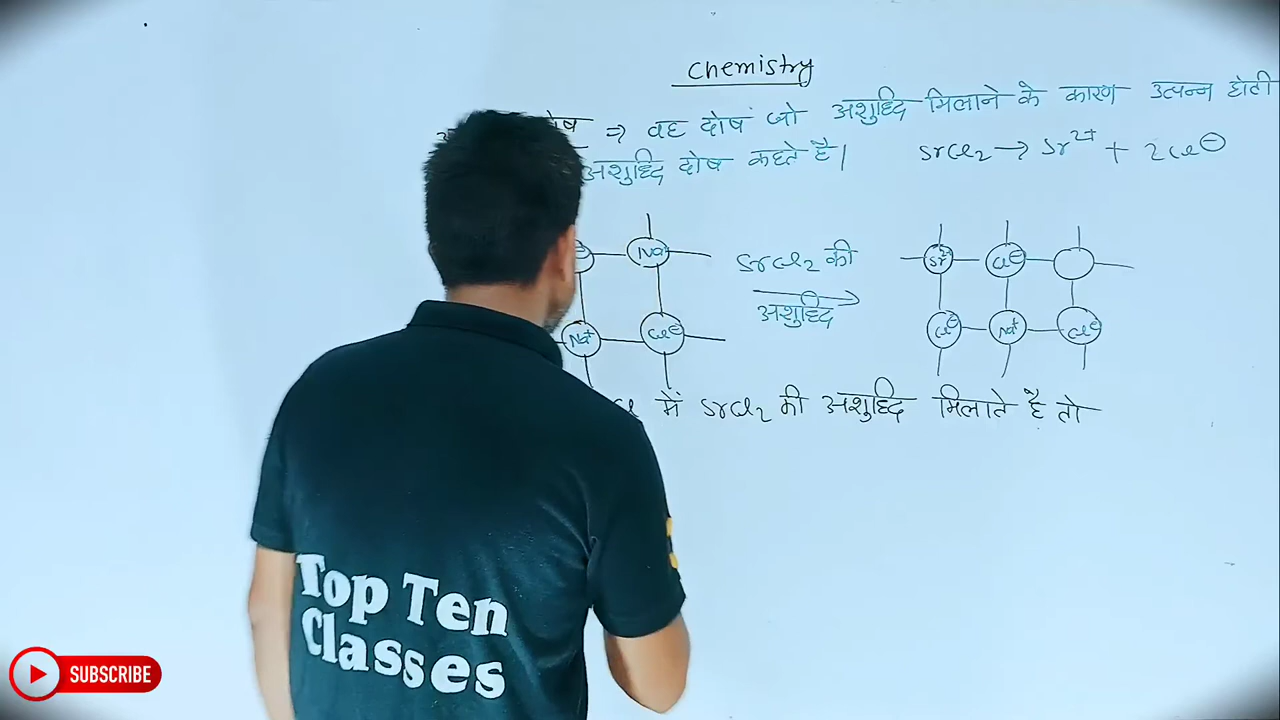 Chemistry
⇒ वह दोष जो अशुध्दि मिलाने के कारण उत्पन्न होती
अशुध्दि दोष कहते है।
SrCl₂ → Sr²⁺ + 2Cl⊖
Na SrCl₂ की Sr²⁺ Cl⊖
Na⁺ Cl⊖ अशुध्दि Cl⊖ Na⁺ Cl⊖
में SrCl₂ की अशुध्दि मिलाते है तो
Top Ten
Classes
SUBSCRIBE